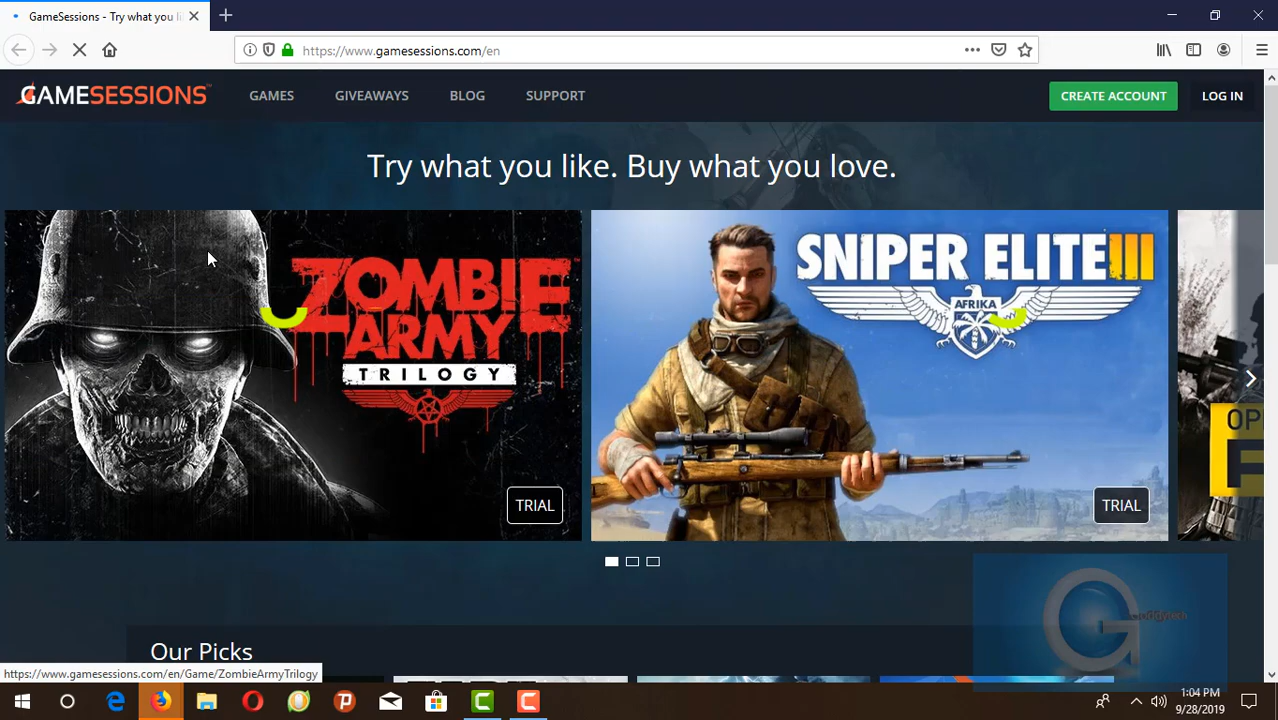 GameSessions - Try what you li
https://www.gamesessions.com/en
GAMESESSIONS
GAMES
GIVEAWAYS
BLOG
SUPPORT
CREATE ACCOUNT
LOG IN
Try what you like. Buy what you love.
ZOMBIE
ARMY
TRILOGY
TRIAL
SNIPER ELITE III
AFRIKA
TRIAL
Our Picks
https://www.gamesessions.com/en/Game/ZombieArmyTrilogy
1:04 PM
9/28/2019